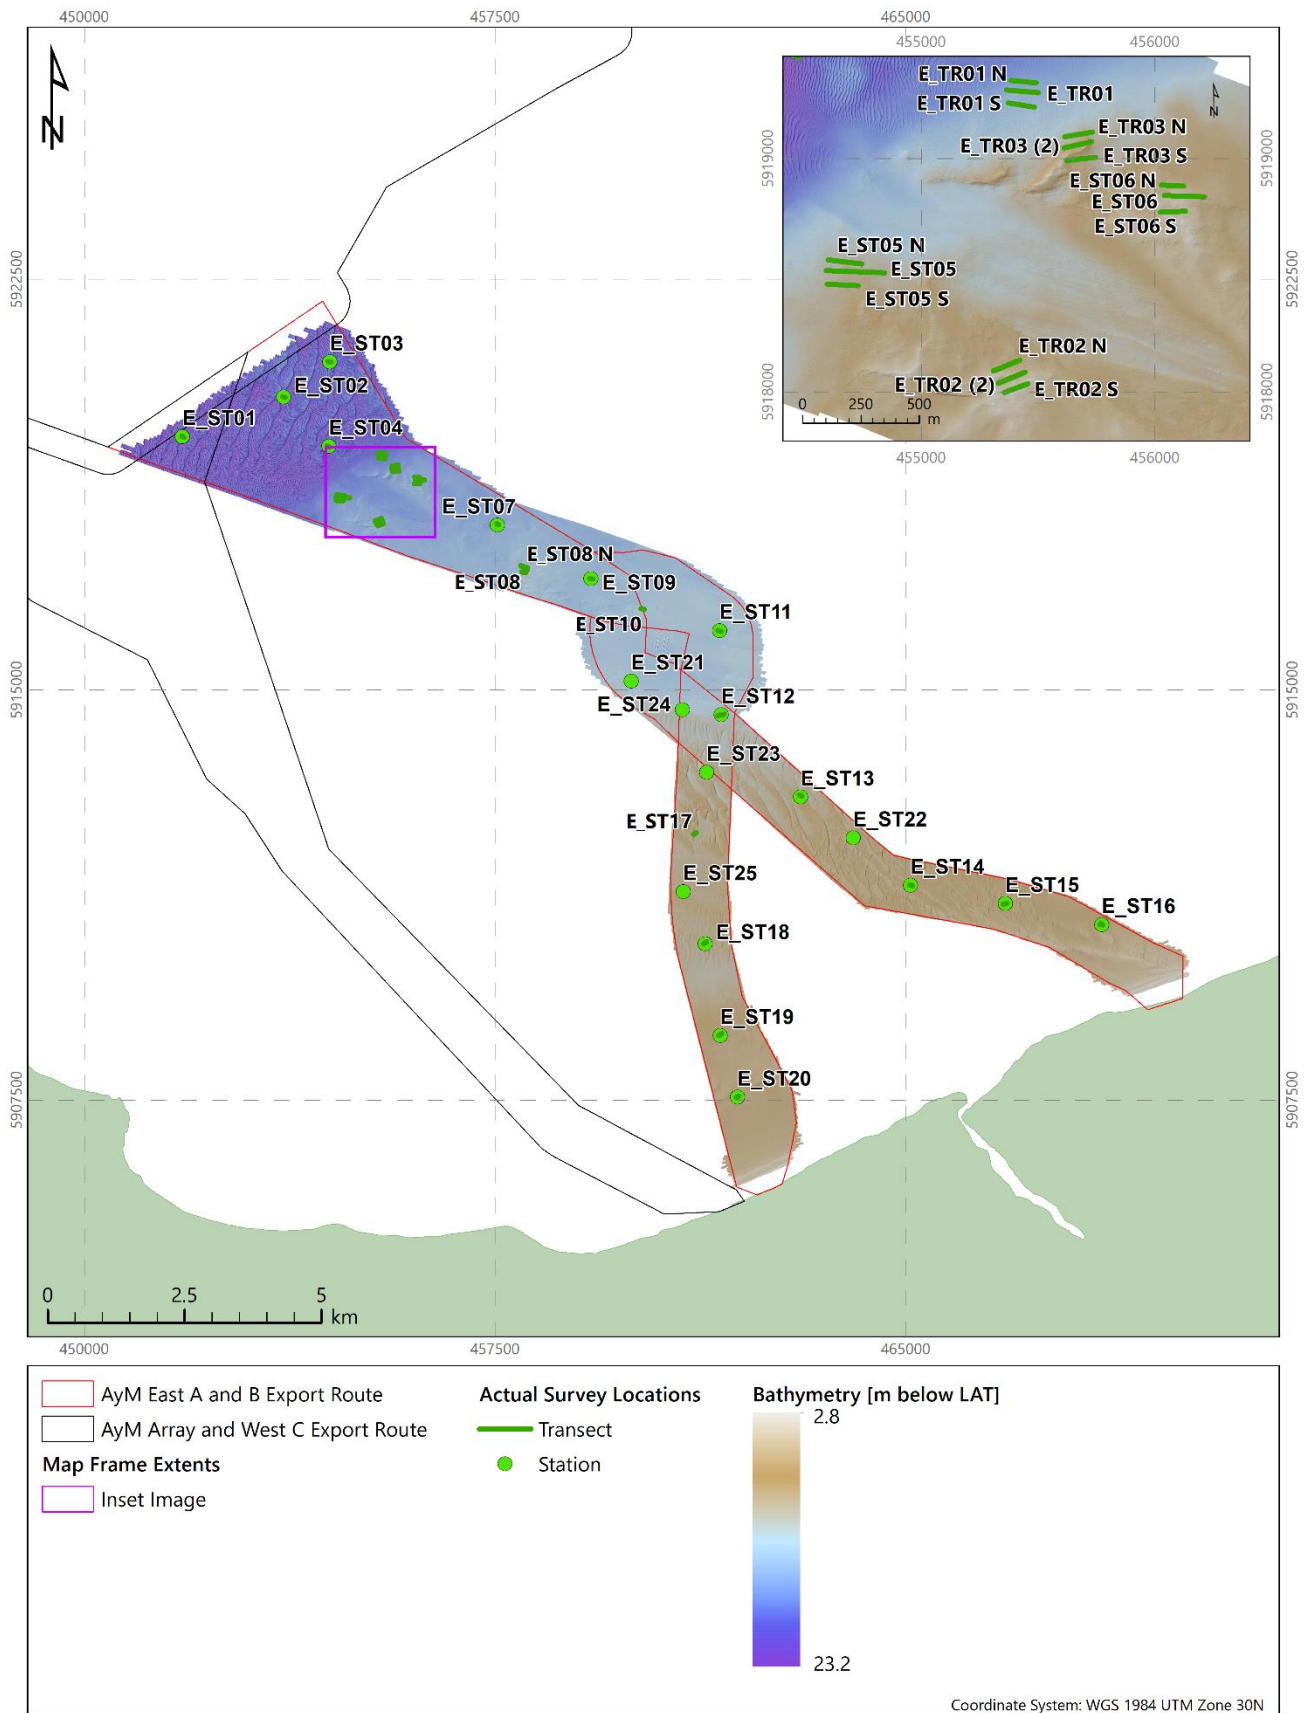 450000
457500
465000
5922500
5915000
5907500
N
455000
456000
5919000
5918000
E_TR01 N
E_TR01
E_TR01 S
E_TR03 N
E_TR03 (2)
E_TR03 S
E_ST06 N
E_ST06
E_ST06 S
E_ST05 N
E_ST05
E_ST05 S
E_TR02 N
E_TR02 (2)
E_TR02 S
0 250 500
m
455000
456000
5922500
5915000
5907500
E_ST03
E_ST02
E_ST01
E_ST04
E_ST07
E_ST08 N
E_ST08
E_ST09
E_ST10
E_ST11
E_ST21
E_ST24
E_ST12
E_ST23
E_ST13
E_ST17
E_ST22
E_ST25
E_ST14
E_ST15
E_ST16
E_ST18
E_ST19
E_ST20
0 2.5 5
km
450000
457500
465000
AyM East A and B Export Route
AyM Array and West C Export Route
Map Frame Extents
Inset Image
Actual Survey Locations
Transect
Station
Bathymetry [m below LAT]
2.8
23.2
Coordinate System: WGS 1984 UTM Zone 30N